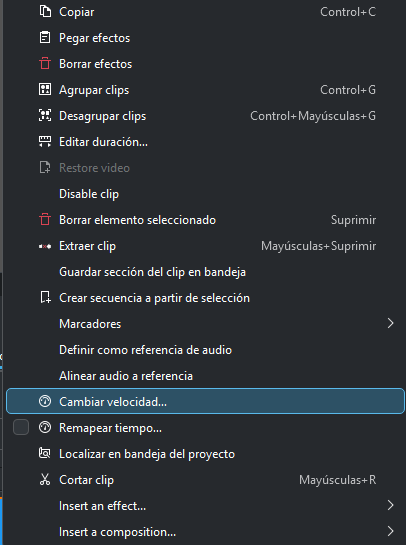 Copiar Control+C
Pegar efectos
Borrar efectos
Agrupar clips Control+G
Desagrupar clips Control+Mayúsculas+G
Editar duración...
Restore video
Disable clip
Borrar elemento seleccionado Suprimir
Extraer clip Mayúsculas+Suprimir
Guardar sección del clip en bandeja
Crear secuencia a partir de selección
Marcadores
Definir como referencia de audio
Alinear audio a referencia
Cambiar velocidad...
Remapear tiempo...
Localizar en bandeja del proyecto
Cortar clip Mayúsculas+R
Insert an effect...
Insert a composition...